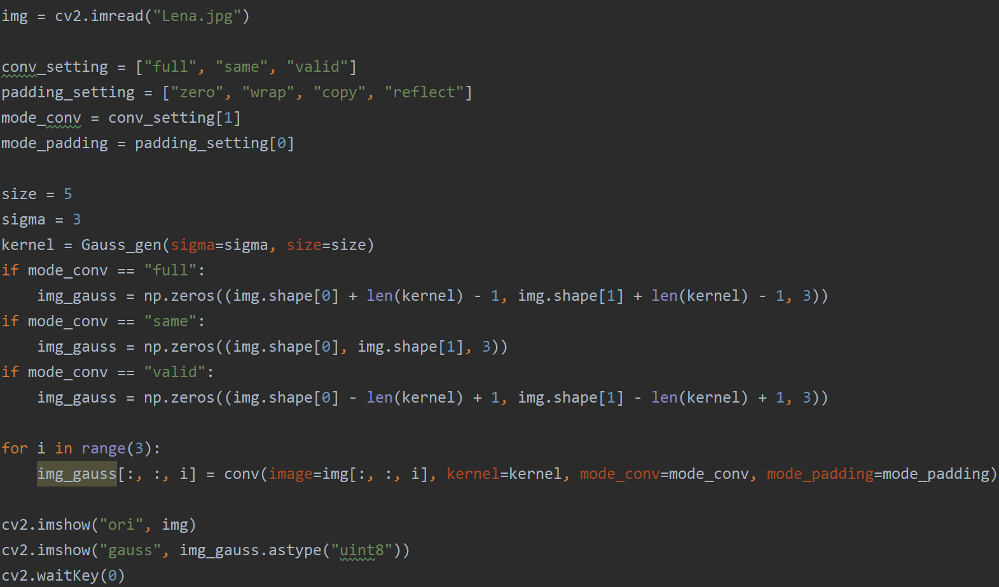 img = cv2.imread("Lena.jpg")
conv_setting = ["full", "same", "valid"]
padding_setting = ["zero", "wrap", "copy", "reflect"]
mode_conv = conv_setting[1]
mode_padding = padding_setting[0]
size = 5
sigma = 3
kernel = Gauss_gen(sigma=sigma, size=size)
if mode_conv == "full":
    img_gauss = np.zeros((img.shape[0] + len(kernel) - 1, img.shape[1] + len(kernel) - 1, 3))
if mode_conv == "same":
    img_gauss = np.zeros((img.shape[0], img.shape[1], 3))
if mode_conv == "valid":
    img_gauss = np.zeros((img.shape[0] - len(kernel) + 1, img.shape[1] - len(kernel) + 1, 3))
for i in range(3):
    img_gauss[:, :, i] = conv(image=img[:, :, i], kernel=kernel, mode_conv=mode_conv, mode_padding=mode_padding)
cv2.imshow("ori", img)
cv2.imshow("gauss", img_gauss.astype("uint8"))
cv2.waitKey(0)